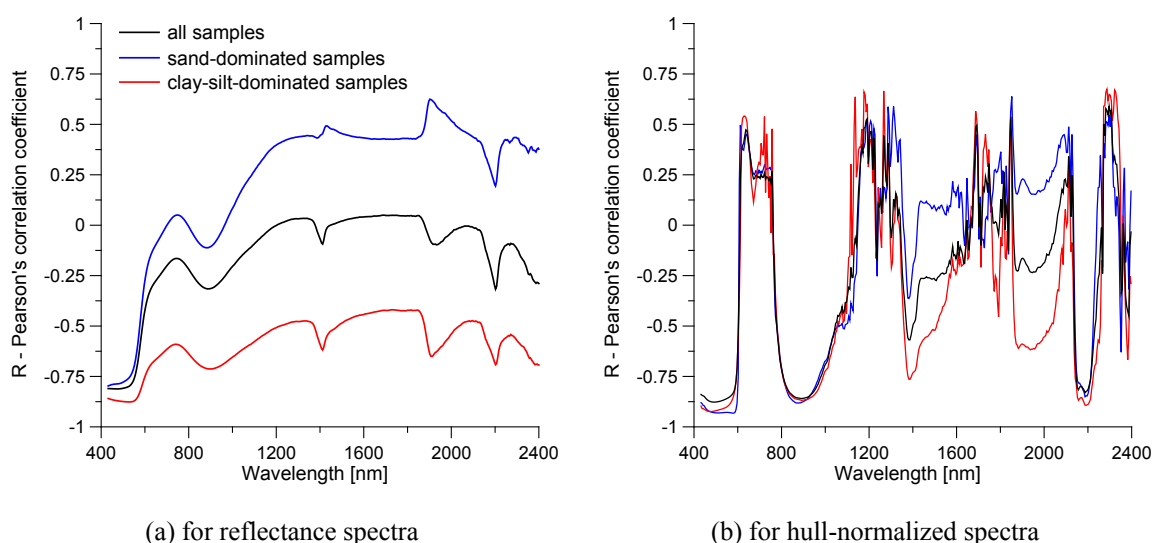 R - Pearson's correlation coefficient
1
0.75
0.5
0.25
0
-0.25
-0.5
-0.75
-1
all samples
sand-dominated samples
clay-silt-dominated samples
400 800 1200 1600 2000 2400
Wavelength [nm]
(a) for reflectance spectra
R - Pearson's correlation coefficient
1
0.75
0.5
0.25
0
-0.25
-0.5
-0.75
-1
400 800 1200 1600 2000 2400
Wavelength [nm]
(b) for hull-normalized spectra